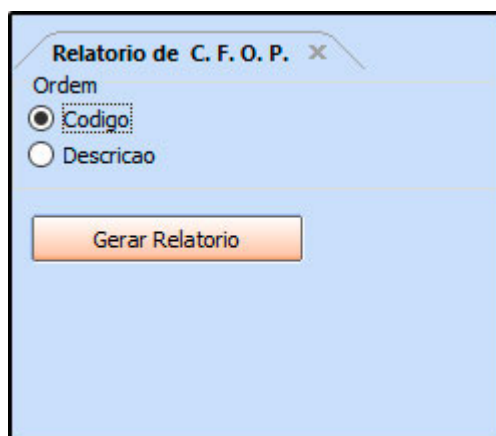 Relatorio de C. F. O. P.
Ordem
Codigo
Descricao
Gerar Relatorio